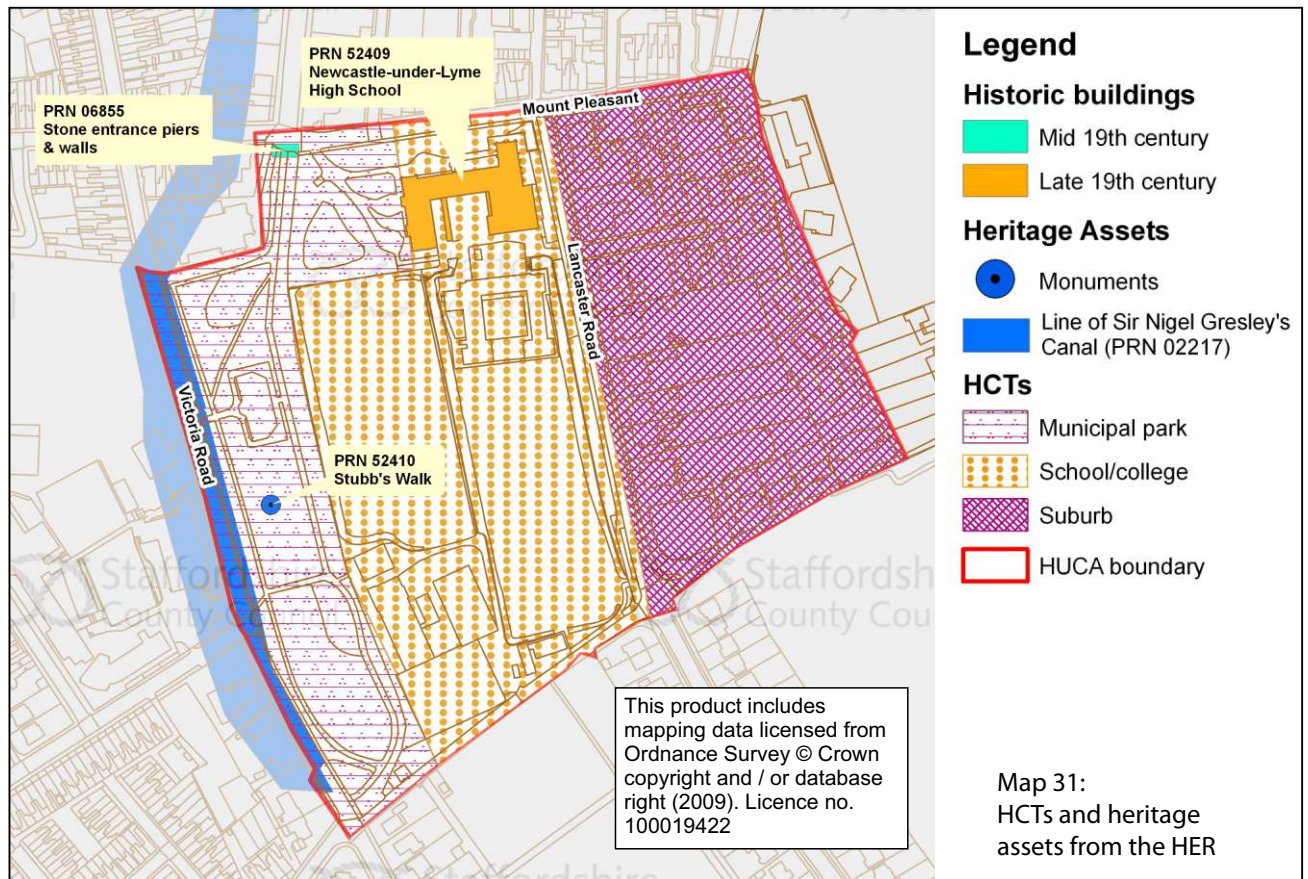 PRN 52409
Newcastle-under-Lyme
High School
PRN 06855
Stone entrance piers
& walls
Mount Pleasant
Lancaster Road
Victoria Road
PRN 52410
Stubb's Walk
Staffordshire
County Council
Staffordsh
County Cou
Staffordshire
This product includes
mapping data licensed from
Ordnance Survey © Crown
copyright and / or database
right (2009). Licence no.
100019422
Legend
Historic buildings
Mid 19th century
Late 19th century
Heritage Assets
Monuments
Line of Sir Nigel Gresley's
Canal (PRN 02217)
HCTs
Municipal park
School/college
Suburb
HUCA boundary
Map 31:
HCTs and heritage
assets from the HER